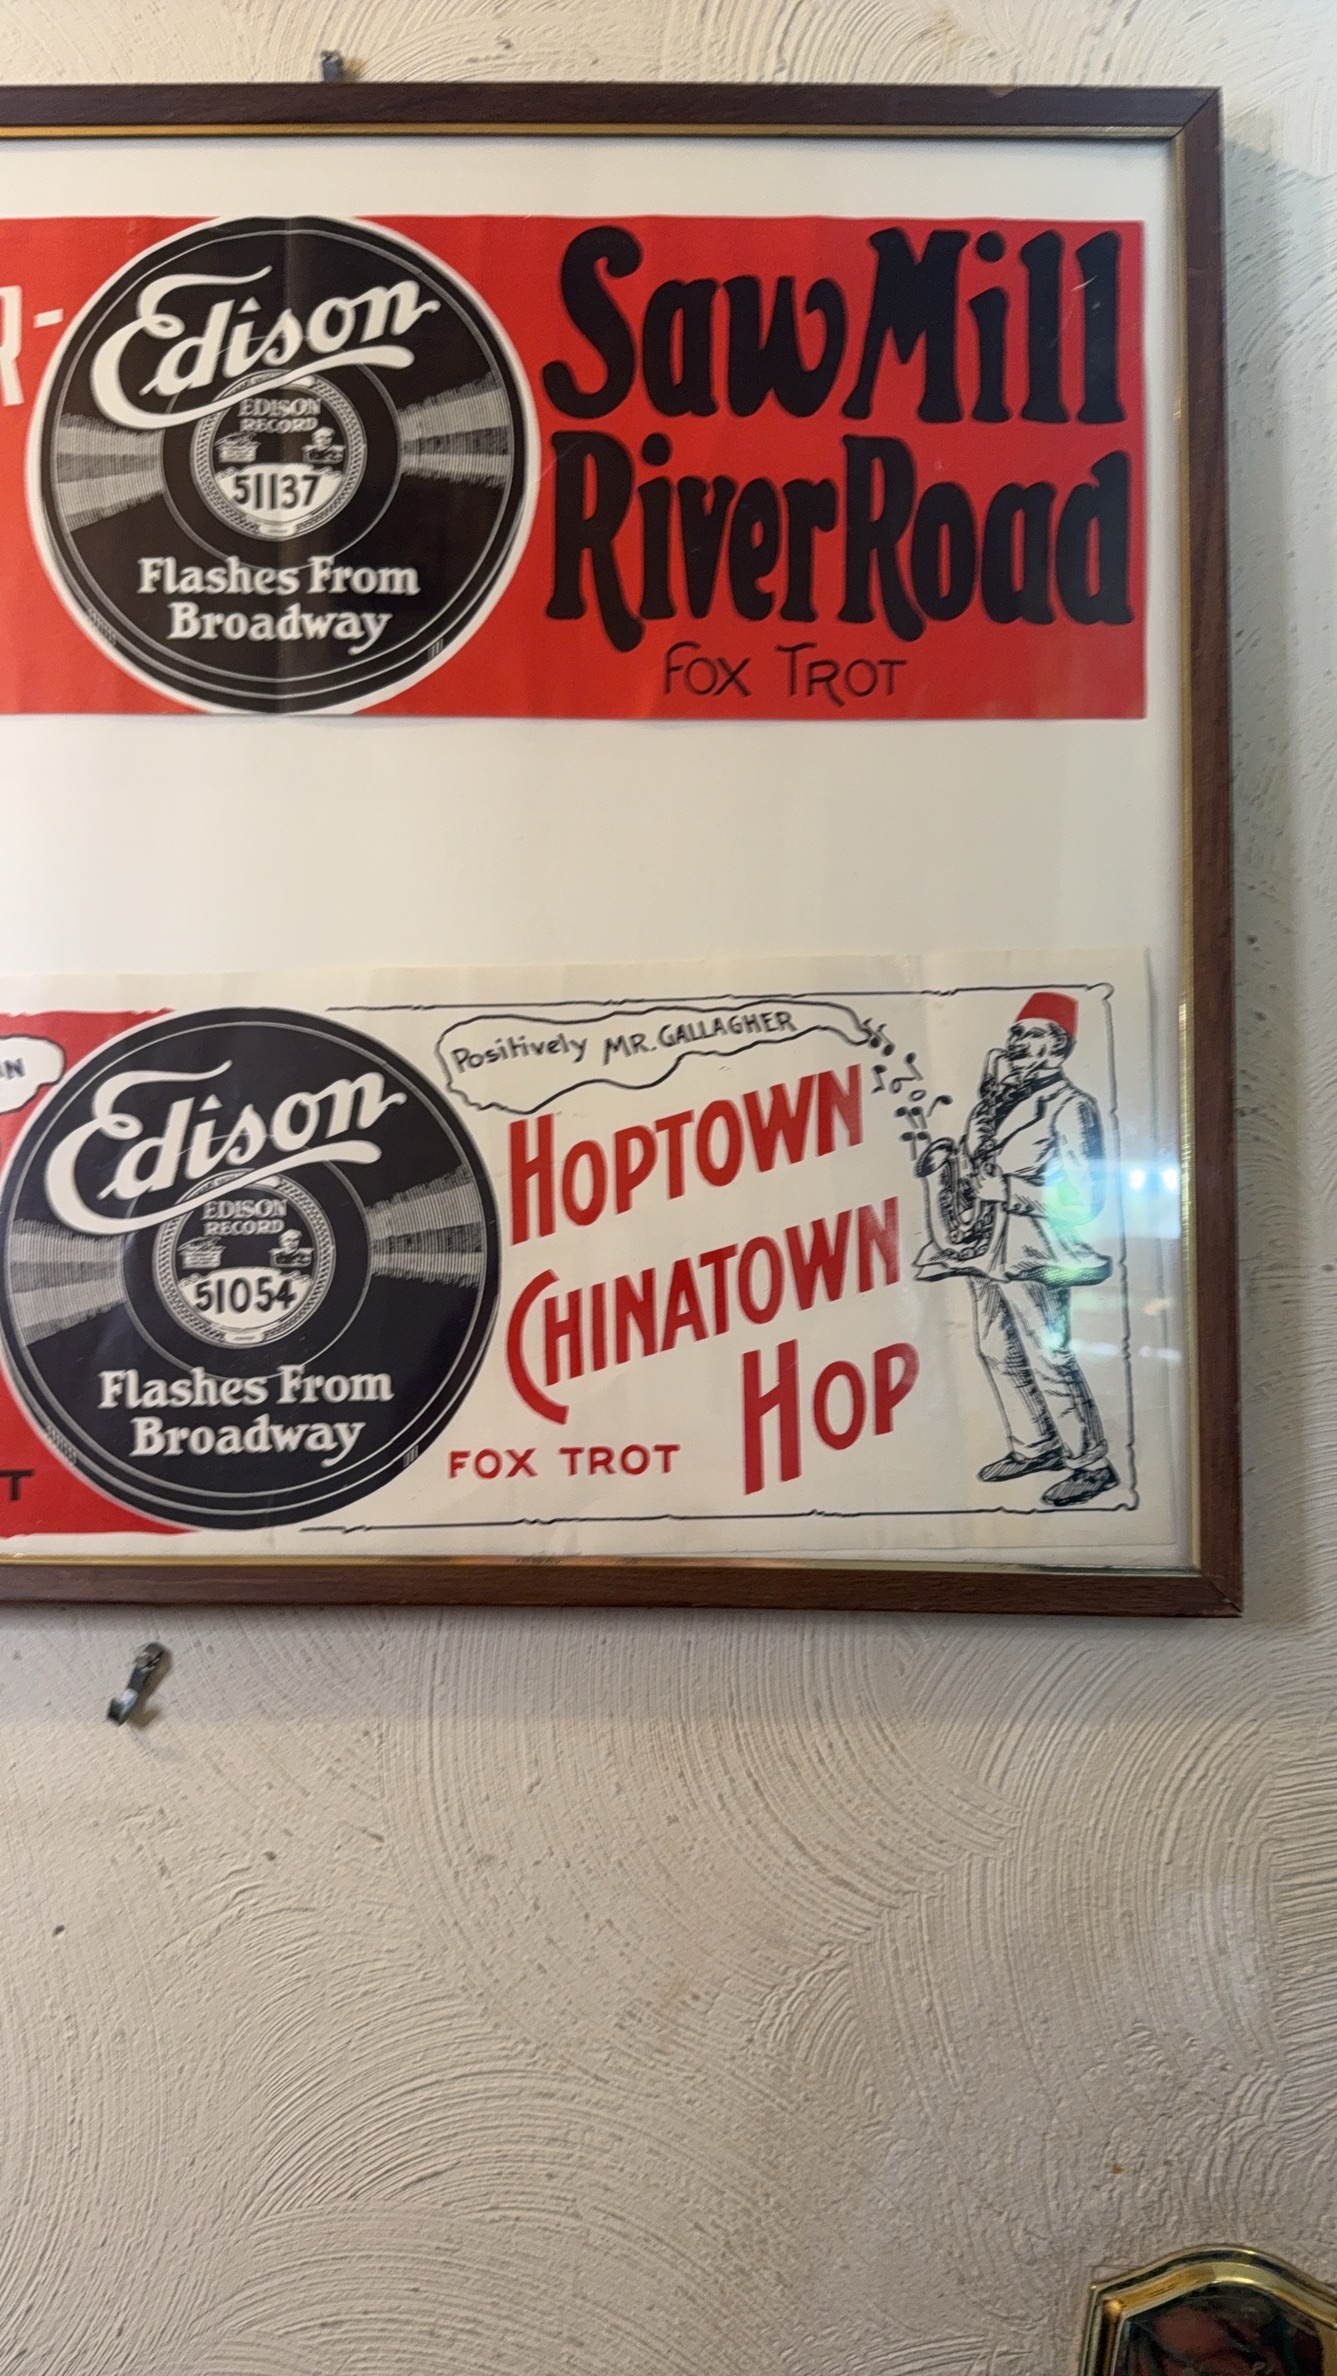 R-
Edison
EDISON
RECORD
51137
Flashes From
Broadway
Saw Mill
River Road
FOX TROT
Edison
EDISON
RECORD
51054
Flashes From
Broadway
Positively MR. GALLAGHER
HOPTOWN
CHINATOWN
HOP
FOX TROT
T